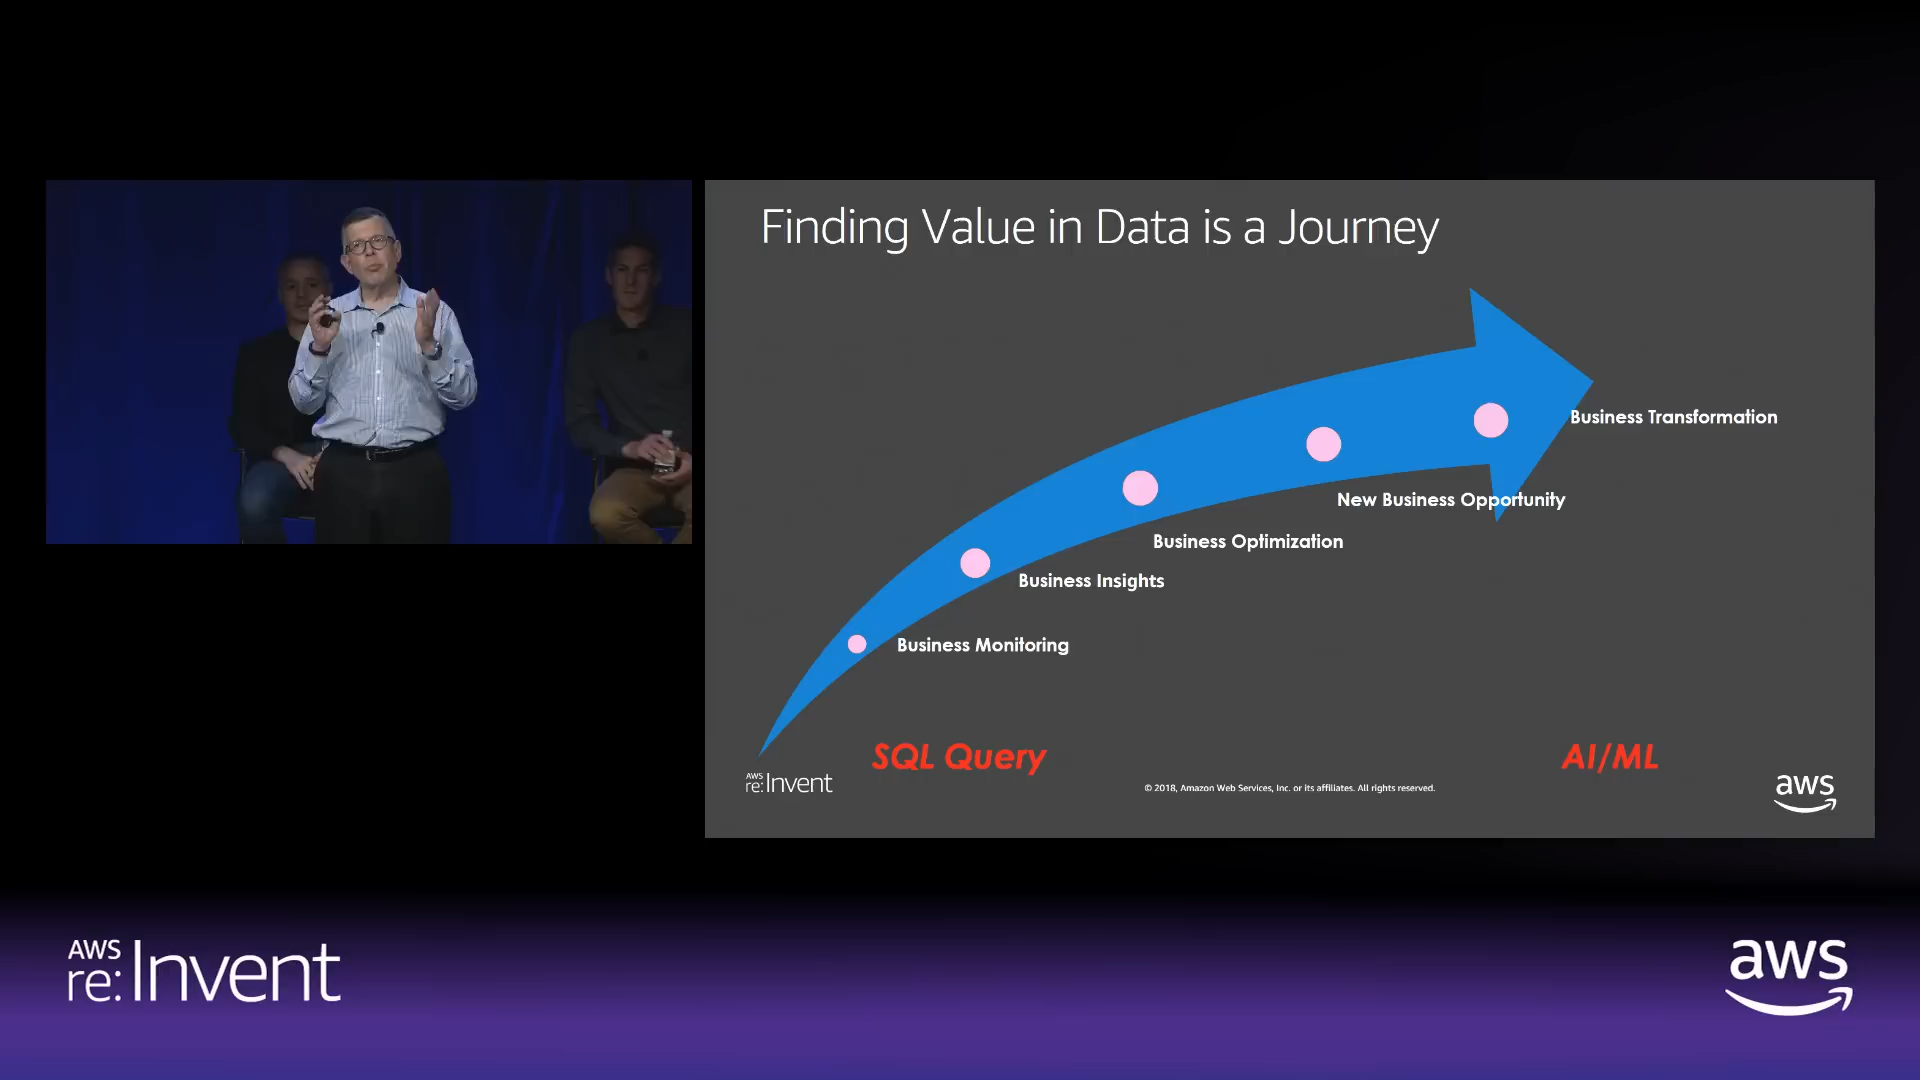 Finding Value in Data is a Journey
Business Transformation
New Business Opportunity
Business Optimization
Business Insights
Business Monitoring
SQL Query
AI/ML
AWS
re:Invent
© 2018, Amazon Web Services, Inc. or its affiliates. All rights reserved.
aws
AWS
re:Invent
aws